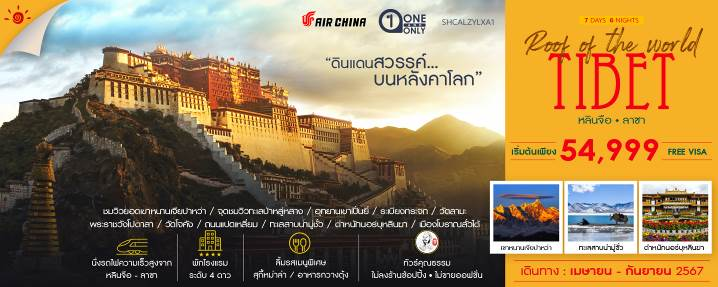 AIR CHINA
1 ONE AND ONLY
SHCALZYLXA1
“ดินแดนสวรรค์...
บนหลังคาโลก”
ชมวิวยอดเขาหนานเจียปาหว่า / จุดชมวิวทะเลป่าหลู่หลาง / อุทยานเขาเปิ่นยื่ / ระเบียงกระจก / วัดลามะ
พระราชวังโปตาลา / วัดโจคัง / ถนนแปดเหลี่ยม / ทะเลสาบน่ามู่ชั่ว / ตำหนักนอร์บุหลินฆา / เมืองโบราณลั่วไต้
นั่งรถไฟความเร็วสูงจาก
หลินจือ - ลาซา
พักโรงแรม
ระดับ 4 ดาว
ลิ้มรสเมนูพิเศษ
สุกี้หม่าล่า / อาหารกวางตุ้ง
ทัวร์คุณธรรม
ไม่ลงร้านช้อปปิ้ง • ไม่ขายออฟชั่น
7 DAYS 6 NIGHTS
Roof of the world
TIBET
หลินจือ • ลาซา
เริ่มต้นเพียง 54,999 FREE VISA
เขาหนานเจียปาหว่า
ทะเลสาบน่ามู่ชั่ว
ตำหนักนอร์บุหลินฆา
เดินทาง : เมษายน - กันยายน 2567